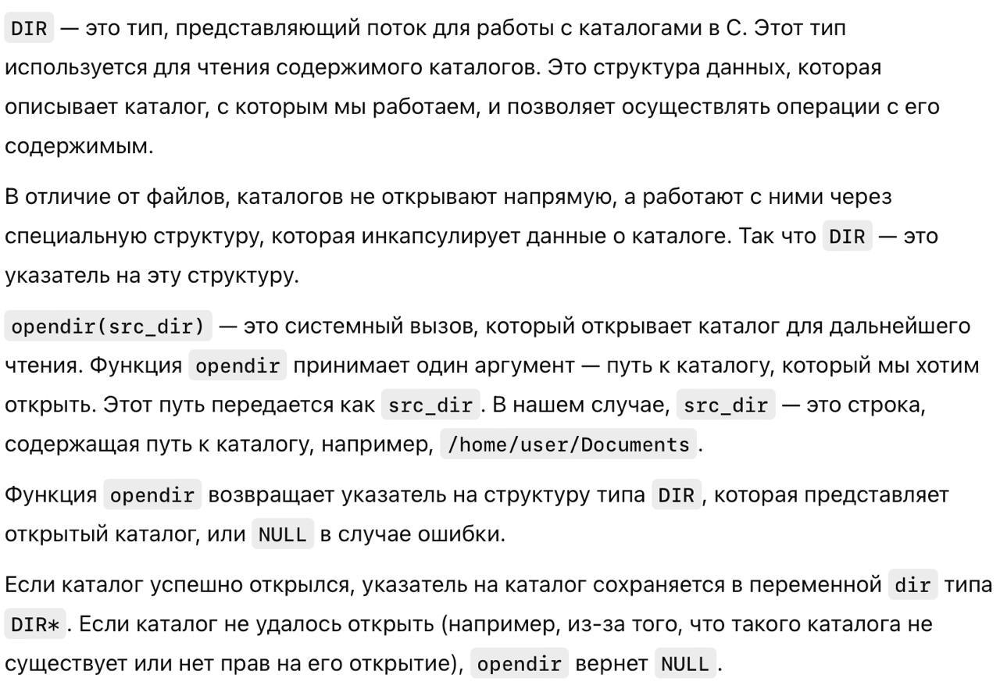 DIR — это тип, представляющий поток для работы с каталогами в C. Этот тип
используется для чтения содержимого каталогов. Это структура данных, которая
описывает каталог, с которым мы работаем, и позволяет осуществлять операции с его
содержимым.
В отличие от файлов, каталогов не открывают напрямую, а работают с ними через
специальную структуру, которая инкапсулирует данные о каталоге. Так что DIR — это
указатель на эту структуру.
opendir(src_dir) — это системный вызов, который открывает каталог для дальнейшего
чтения. Функция opendir принимает один аргумент — путь к каталогу, который мы хотим
открыть. Этот путь передается как src_dir. В нашем случае, src_dir — это строка,
содержащая путь к каталогу, например, /home/user/Documents.
Функция opendir возвращает указатель на структуру типа DIR, которая представляет
открытый каталог, или NULL в случае ошибки.
Если каталог успешно открылся, указатель на каталог сохраняется в переменной dir типа
DIR*. Если каталог не удалось открыть (например, из-за того, что такого каталога не
существует или нет прав на его открытие), opendir вернет NULL.